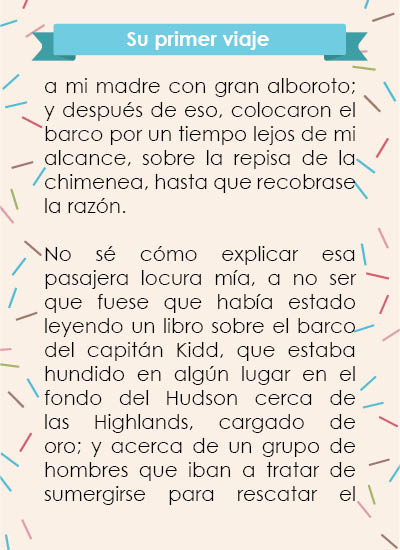 Su primer viaje
a mi madre con gran alboroto;
y después de eso, colocaron el
barco por un tiempo lejos de mi
alcance, sobre la repisa de la
chimenea, hasta que recobrase
la razón.
No sé cómo explicar esa
pasajera locura mía, a no ser
que fuese que había estado
leyendo un libro sobre el barco
del capitán Kidd, que estaba
hundido en algún lugar en el
fondo del Hudson cerca de
las Highlands, cargado de
oro; y acerca de un grupo de
hombres que iban a tratar de
sumergirse para rescatar el